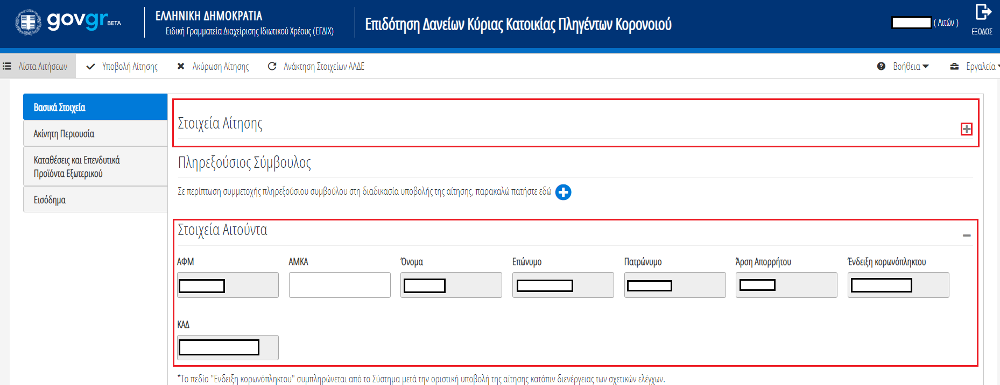 govgr BETA
ΕΛΛΗΝΙΚΗ ΔΗΜΟΚΡΑΤΙΑ
Ειδική Γραμματεία Διαχείρισης Ιδιωτικού Χρέους (ΕΓΔΙΧ)
Επιδότηση Δανείων Κύριας Κατοικίας Πληγέντων Κορονοιού
( Αιτών )
ΕΞΟΔΟΣ
Λίστα Αιτήσεων Υποβολή Αίτησης Ακύρωση Αίτησης Ανάκτηση Στοιχείων ΑΑΔΕ Βοήθεια Εργαλεία
Βασικά Στοιχεία
Ακίνητη Περιουσία
Καταθέσεις και Επενδυτικά
Προϊόντα Εξωτερικού
Εισόδημα
Στοιχεία Αίτησης
Πληρεξούσιος Σύμβουλος
Σε περίπτωση συμμετοχής πληρεξούσιου συμβούλου στη διαδικασία υποβολής της αίτησης, παρακαλώ πατήστε εδώ
Στοιχεία Αιτούντα
ΑΦΜ ΑΜΚΑ Όνομα Επώνυμο Πατρώνυμο Άρση Απορρήτου Ένδειξη κορωνόπληκτου
ΚΑΔ
*Το πεδίο "Ενδειξη κορωνόπληκτου" συμπληρώνεται από το Σύστημα μετά την οριστική υποβολή της αίτησης κατόπιν διενέργειας των σχετικών ελέγχων.